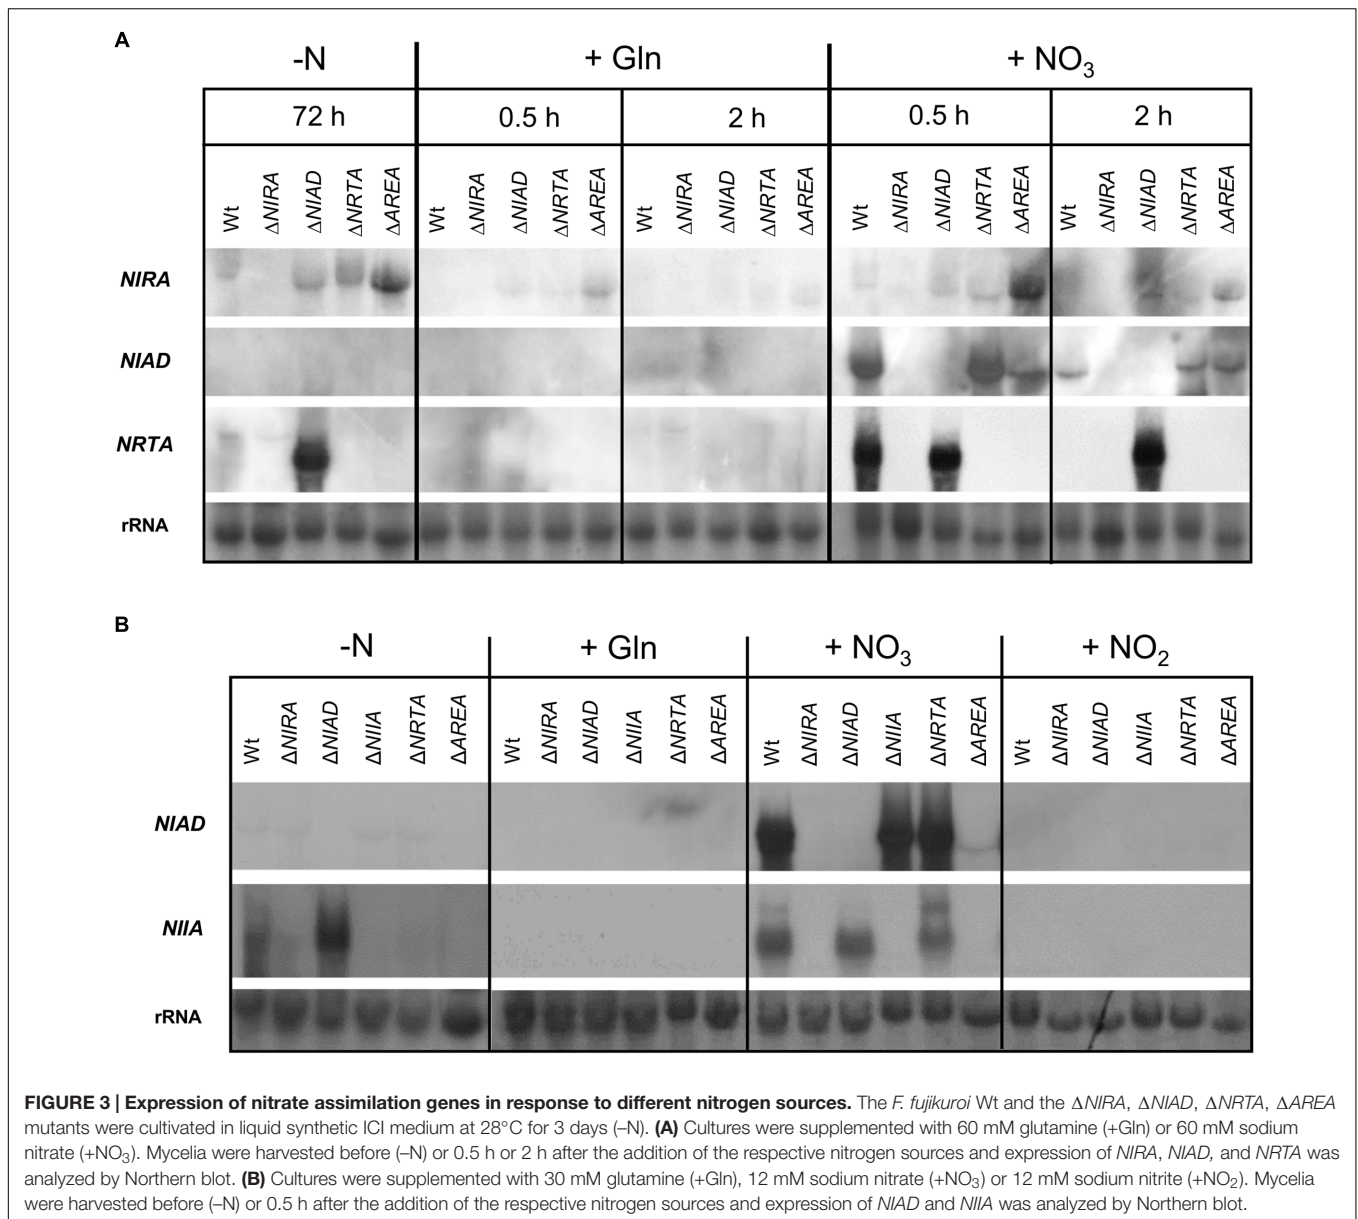 A
-N + Gln + NO3
72 h 0.5 h 2 h 0.5 h 2 h
Wt ΔNIRA ΔNIAD ΔNRTA ΔAREA Wt ΔNIRA ΔNIAD ΔNRTA ΔAREA Wt ΔNIRA ΔNIAD ΔNRTA ΔAREA Wt ΔNIRA ΔNIAD ΔNRTA ΔAREA Wt ΔNIRA ΔNIAD ΔNRTA ΔAREA
NIRA
NIAD
NRTA
rRNA
B
-N + Gln + NO3 + NO2
Wt ΔNIRA ΔNIAD ΔNIIA ΔNRTA ΔAREA Wt ΔNIRA ΔNIAD ΔNIIA ΔNRTA ΔAREA Wt ΔNIRA ΔNIAD ΔNIIA ΔNRTA ΔAREA Wt ΔNIRA ΔNIAD ΔNIIA ΔNRTA ΔAREA
NIAD
NIIA
rRNA
FIGURE 3 | Expression of nitrate assimilation genes in response to different nitrogen sources. The F. fujikuroi Wt and the ΔNIRA, ΔNIAD, ΔNRTA, ΔAREA
mutants were cultivated in liquid synthetic ICI medium at 28°C for 3 days (–N). (A) Cultures were supplemented with 60 mM glutamine (+Gln) or 60 mM sodium
nitrate (+NO3). Mycelia were harvested before (–N) or 0.5 h or 2 h after the addition of the respective nitrogen sources and expression of NIRA, NIAD, and NRTA was
analyzed by Northern blot. (B) Cultures were supplemented with 30 mM glutamine (+Gln), 12 mM sodium nitrate (+NO3) or 12 mM sodium nitrite (+NO2). Mycelia
were harvested before (–N) or 0.5 h after the addition of the respective nitrogen sources and expression of NIAD and NIIA was analyzed by Northern blot.